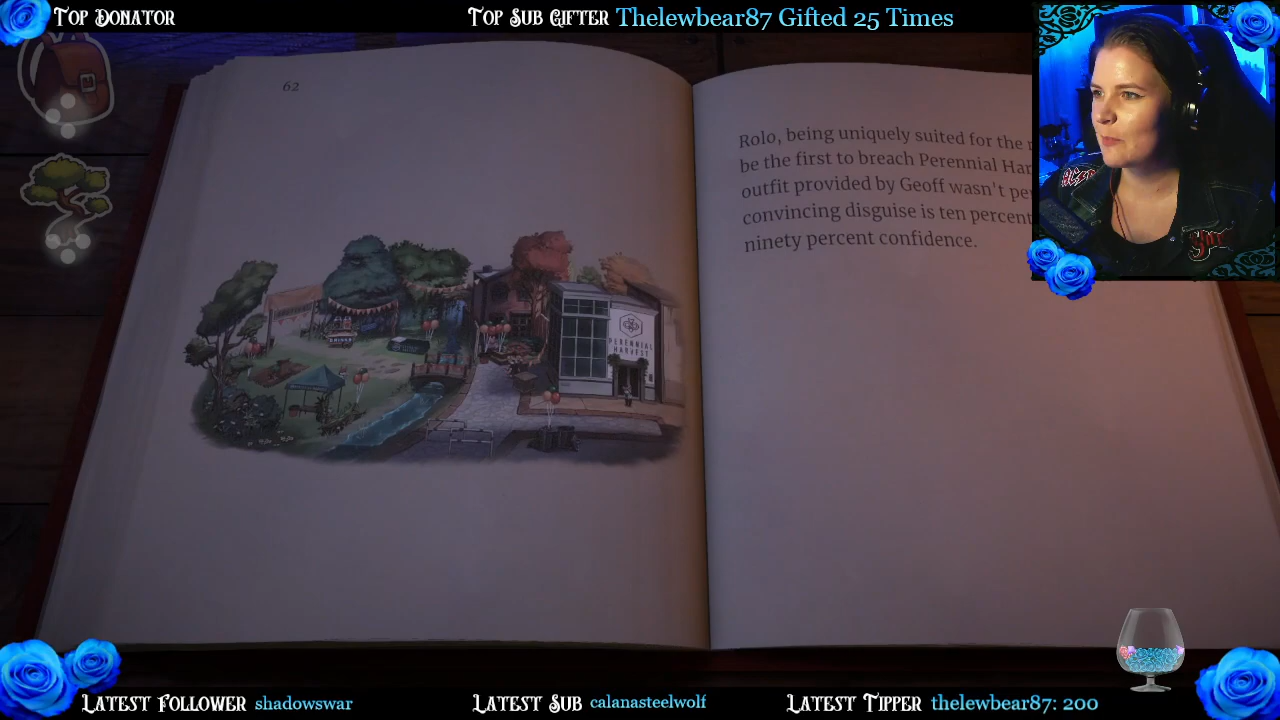 Top Donator
Top Sub Gifter Thelewbear87 Gifted 25 Times
62
Rolo, being uniquely suited for the
be the first to breach Perennial
outfit provided by Geoff wasn't
convincing disguise is ten percent
ninety percent confidence.
PERENNIAL
HARVEST
Latest Follower shadowswar
Latest Sub calanasteelwolf
Latest Tipper thelewbear87: 200